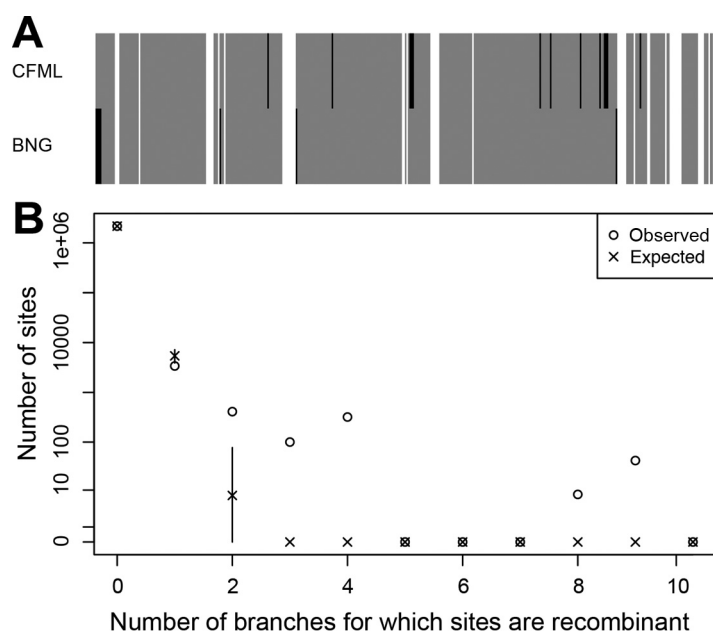 A
CFML
BNG
B
Number of sites
1e+06
10000
100
10
0
Observed
Expected
0 2 4 6 8 10
Number of branches for which sites are recombinant